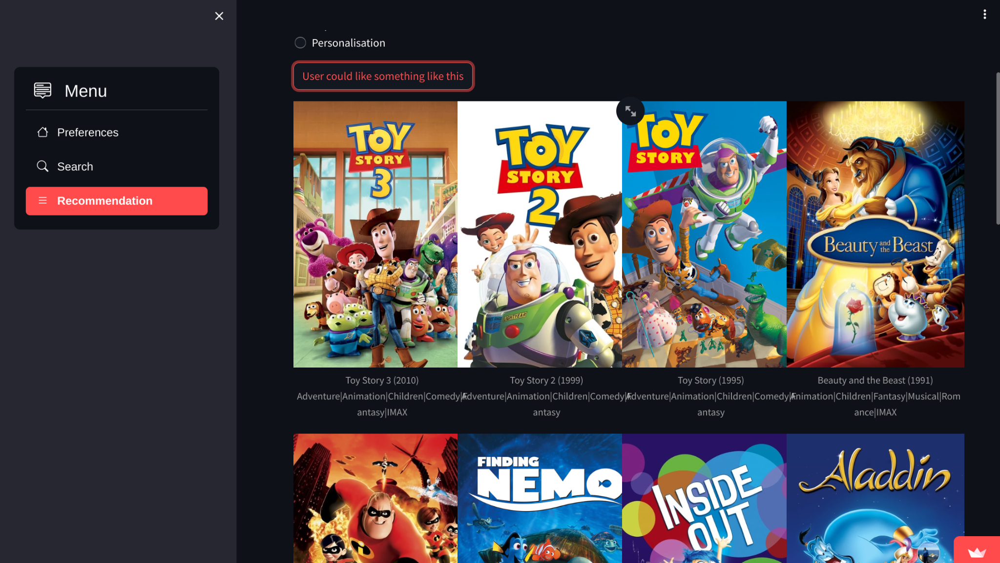 Personalisation
User could like something like this
Menu
Preferences
Search
Recommendation
TOY
STORY
3
TOY
STORY
2
LIGHTYEAR
TOY
STORY
Beauty and the Beast
Toy Story 3 (2010)
Adventure|Animation|Children|Comedy|F
antasy|IMAX
Toy Story 2 (1999)
Adventure|Animation|Children|Comedy|F
antasy
Toy Story (1995)
Adventure|Animation|Children|Comedy|F
antasy
Beauty and the Beast (1991)
Animation|Children|Fantasy|Musical|Rom
ance|IMAX
FINDING
NEMO
INSIDE
OUT
Aladdin